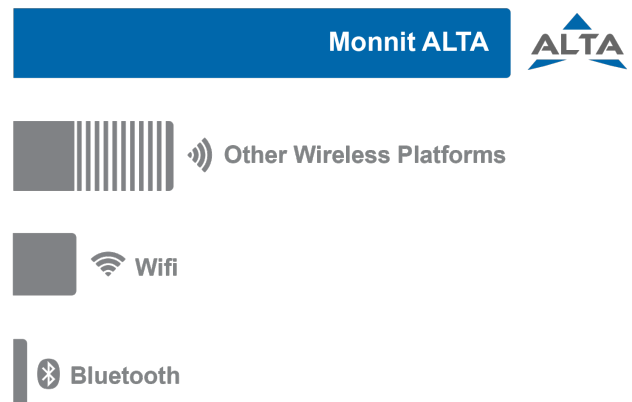 Monnit ALTA
ALTA
Other Wireless Platforms
Wifi
Bluetooth